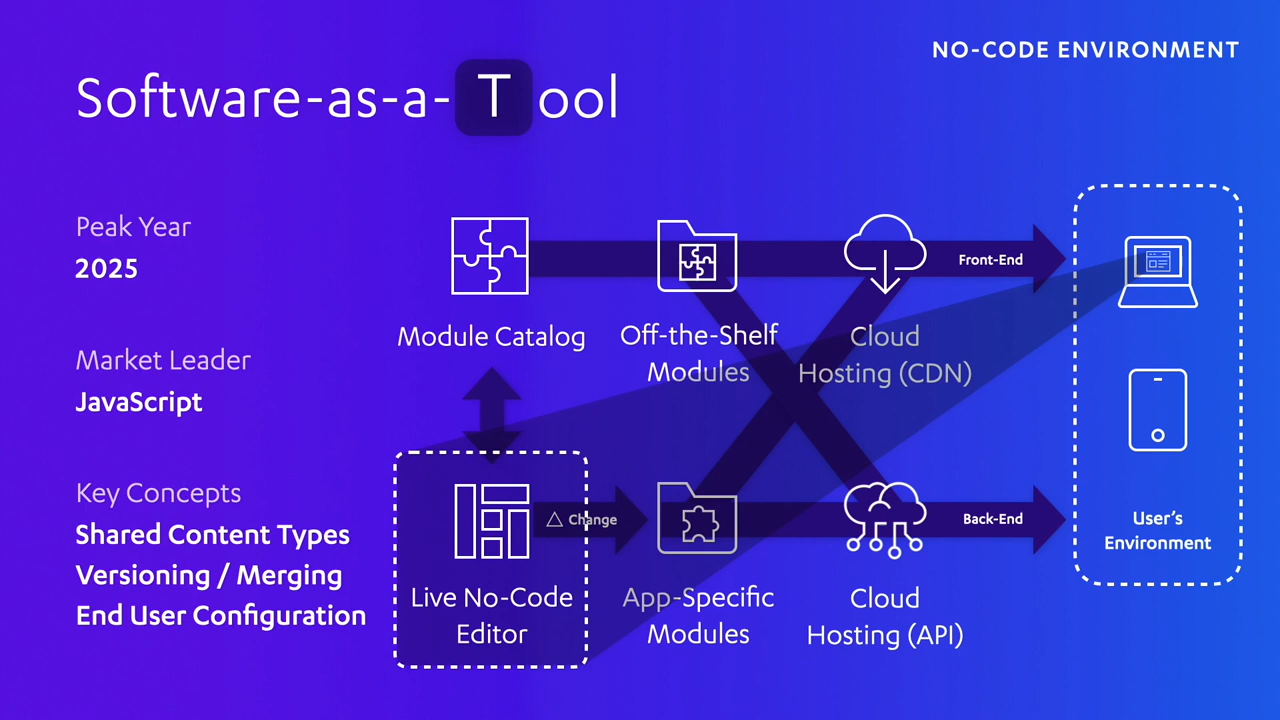 NO-CODE ENVIRONMENT
Software-as-a-Tool
Peak Year
2025
Market Leader
JavaScript
Key Concepts
Shared Content Types
Versioning / Merging
End User Configuration
Module Catalog
Off-the-Shelf
Modules
Cloud
Hosting (CDN)
Front-End
Live No-Code
Editor
△ Change
App-Specific
Modules
Cloud
Hosting (API)
Back-End
User’s
Environment